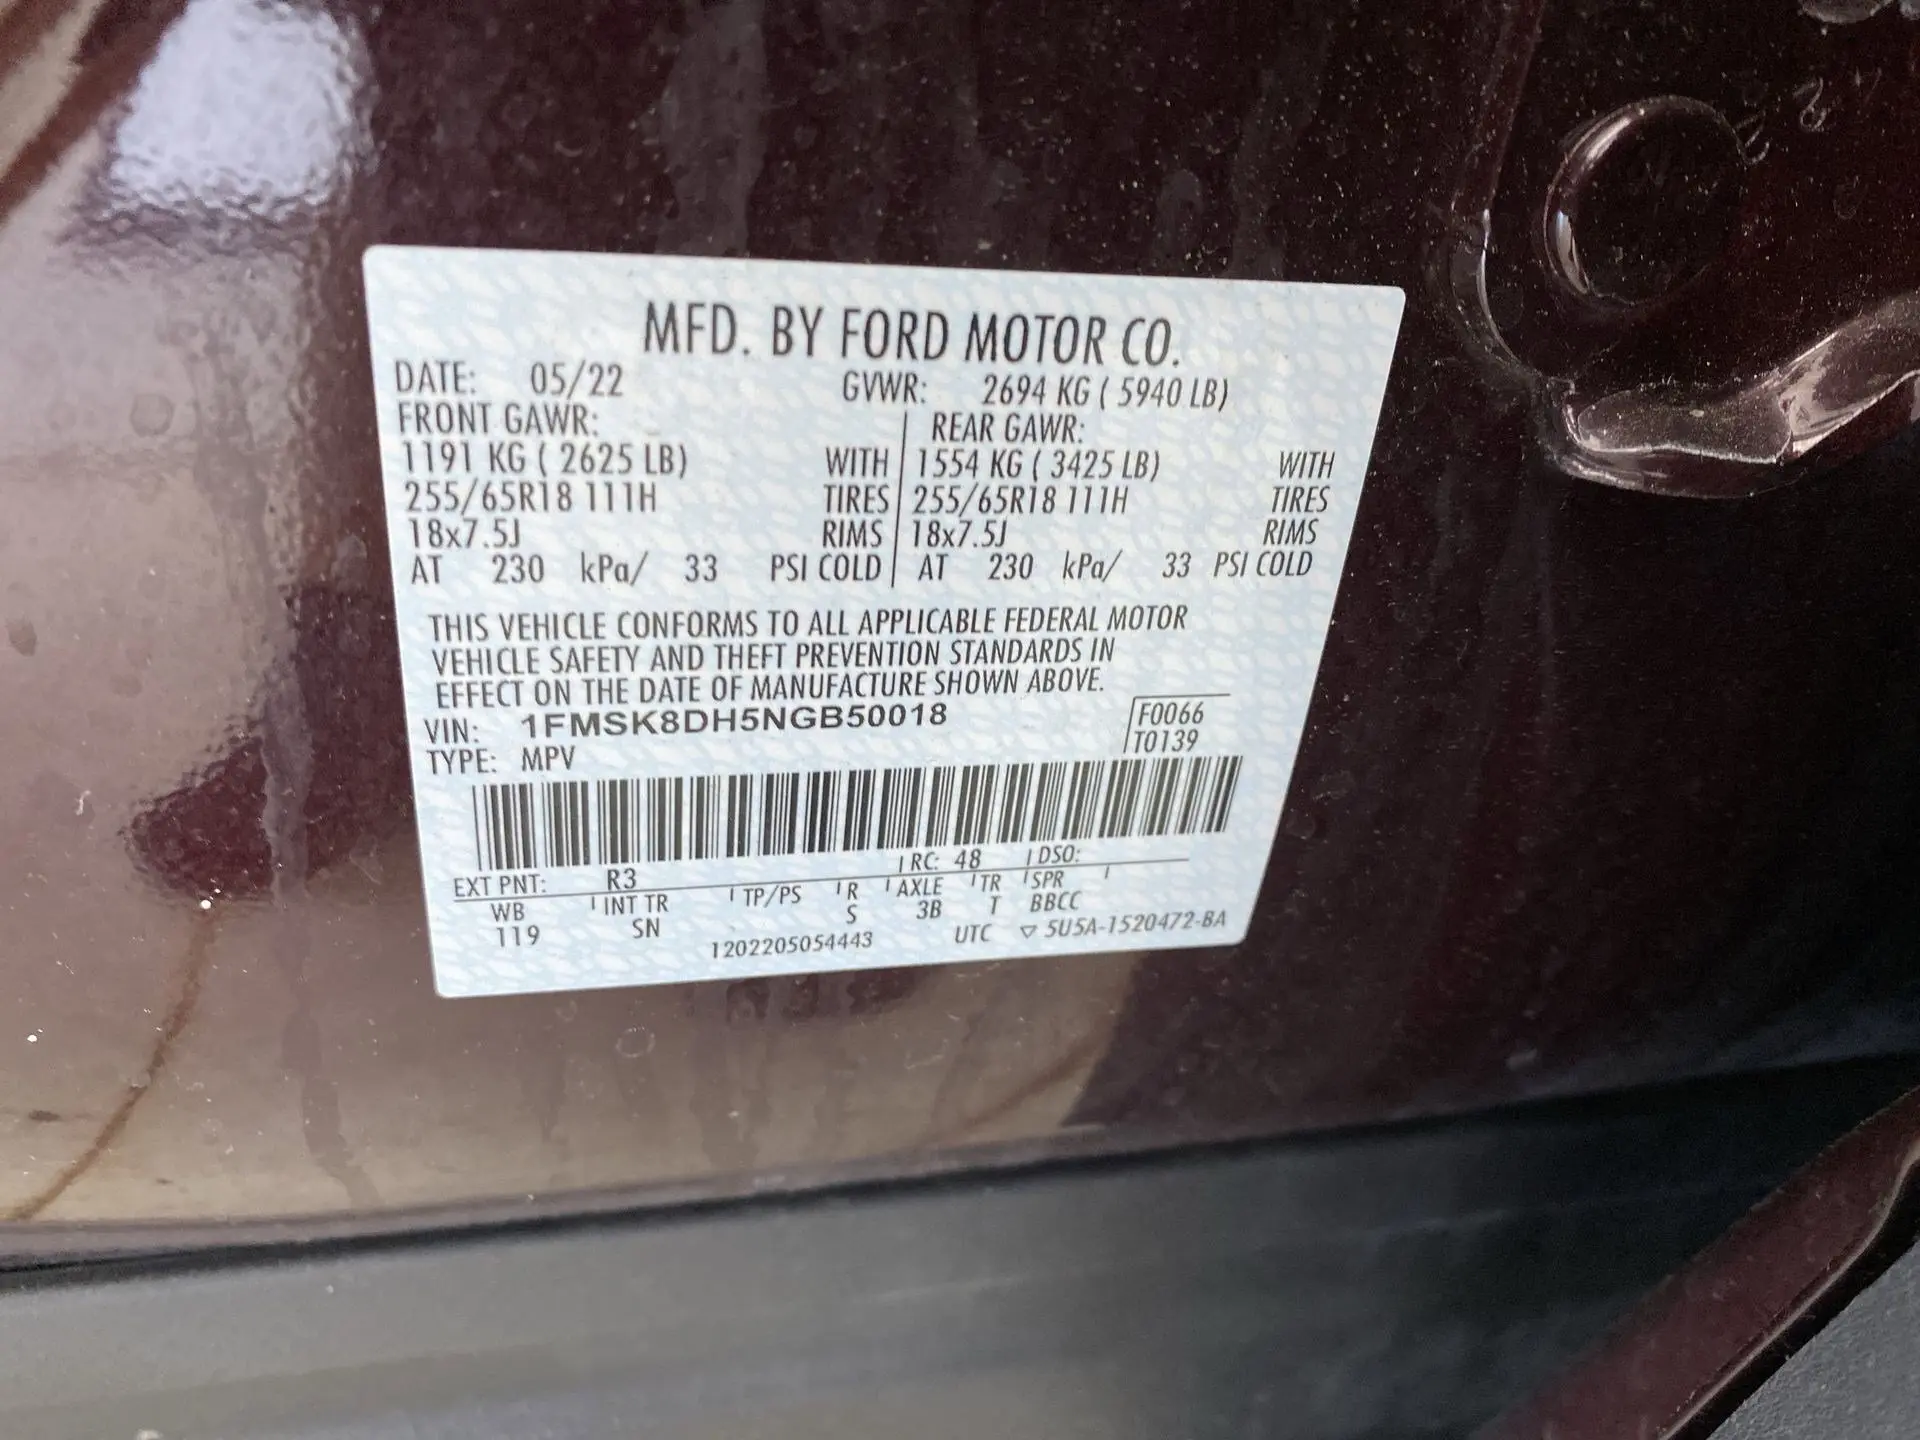 MFD. BY FORD MOTOR CO.
DATE: 05/22 GVWR: 2694 KG ( 5940 LB)
FRONT GAWR: REAR GAWR:
1191 KG ( 2625 LB) WITH 1554 KG ( 3425 LB) WITH
255/65R18 111H TIRES 255/65R18 111H TIRES
18x7.5J RIMS 18x7.5J RIMS
AT 230 kPa/ 33 PSI COLD AT 230 kPa/ 33 PSI COLD
THIS VEHICLE CONFORMS TO ALL APPLICABLE FEDERAL MOTOR
VEHICLE SAFETY AND THEFT PREVENTION STANDARDS IN
EFFECT ON THE DATE OF MANUFACTURE SHOWN ABOVE.
VIN: 1FMSK8DH5NGB50018 F0066
TYPE: MPV T0139
EXT PNT: R3 RC: 48 DSO:
WB INT TR TP/PS R AXLE TR SPR
119 SN S 3B T BBCC
1202205054443 UTC ▽ 5U5A-1520472-BA